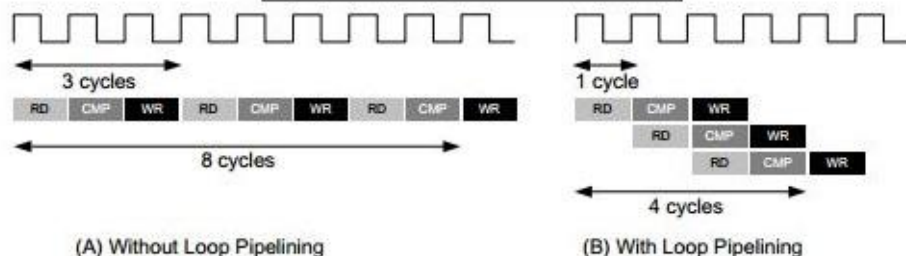 3 cycles
RD CMP WR RD CMP WR RD CMP WR
8 cycles
(A) Without Loop Pipelining
1 cycle
RD CMP WR
RD CMP WR
RD CMP WR
4 cycles
(B) With Loop Pipelining